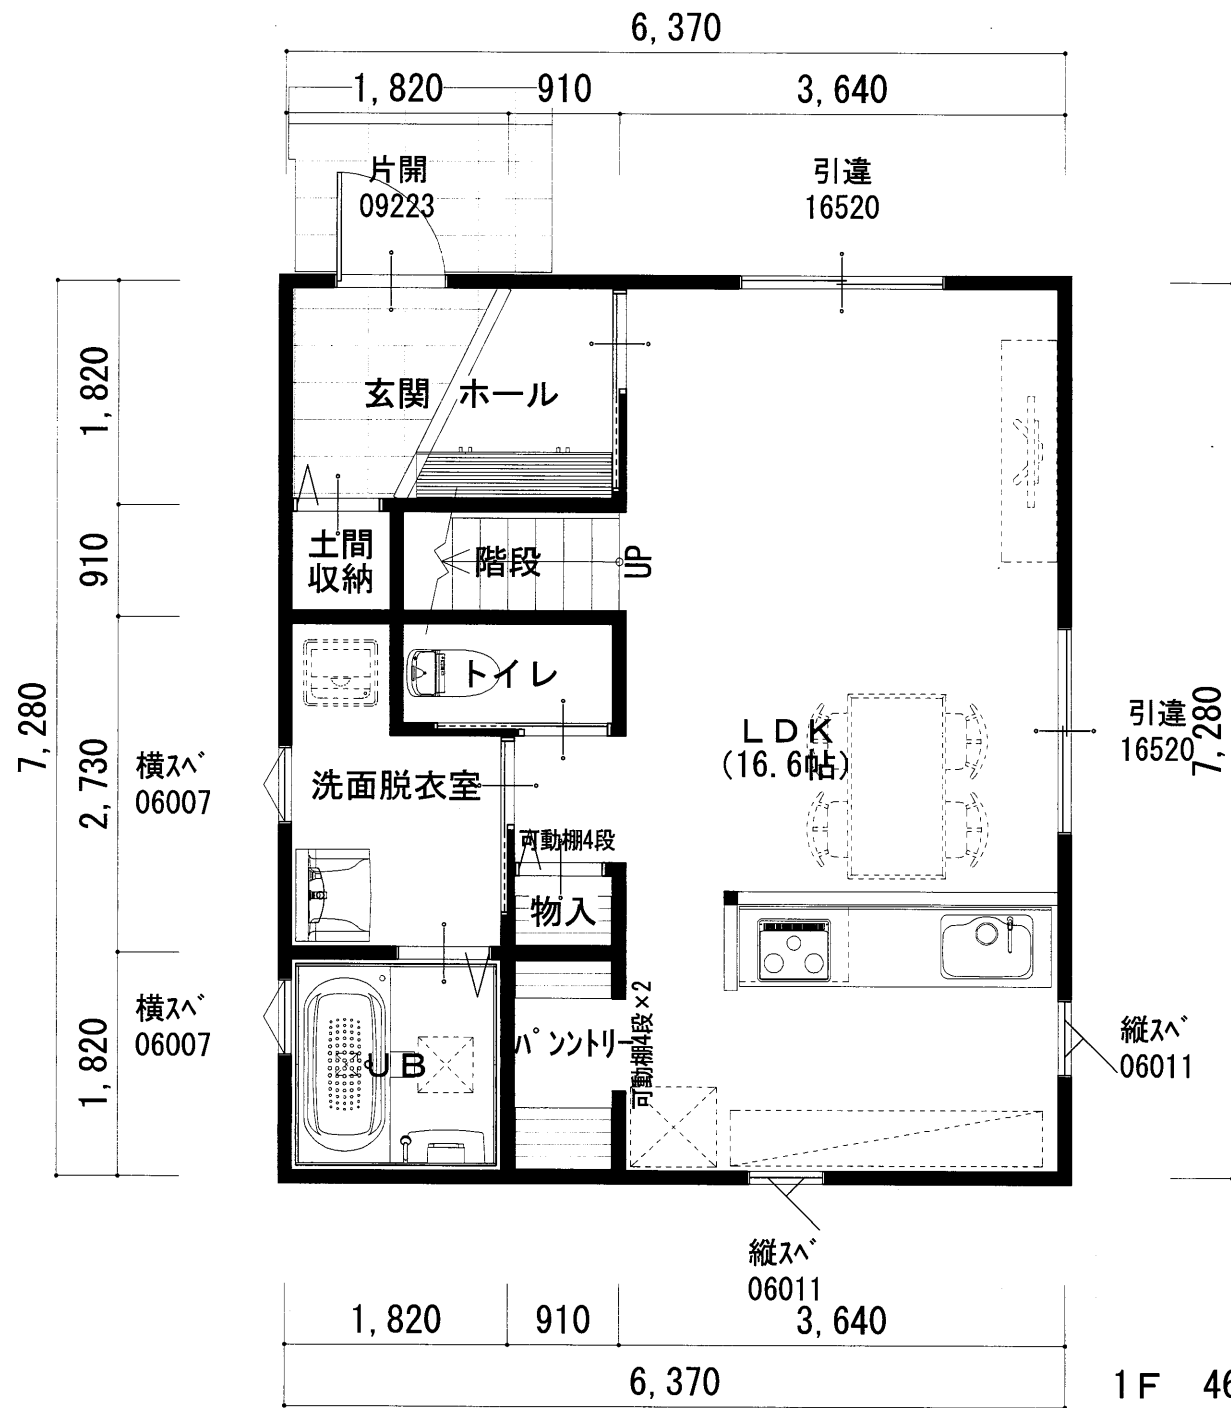 6,370
1,820
910
3,640
片開
09223
引違
16520
1,820
910
7,280
2,730
1,820
玄関
ホール
土間
収納
階段
UP
トイレ
LDK
(16.6帖)
引違
16520
7,280
横スベ
06007
洗面脱衣室
可動棚4段
物入
横スベ
06007
UB
パンントリー
可動棚4段×2
縦スベ
06011
縦スベ
06011
1,820
910
3,640
6,370
1F 46